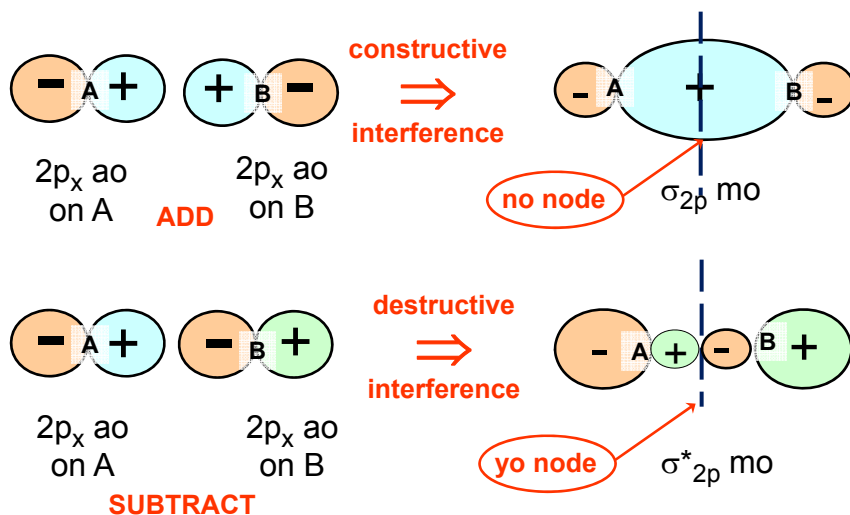 constructive
− A + + B −
- A + B -
interference
2pₓ ao
on A
2pₓ ao
on B
ADD
no node
σ₂ₚ mo
destructive
− A + − B +
- A + - B +
interference
2pₓ ao
on A
2pₓ ao
on B
yo node
σ*₂ₚ mo
SUBTRACT